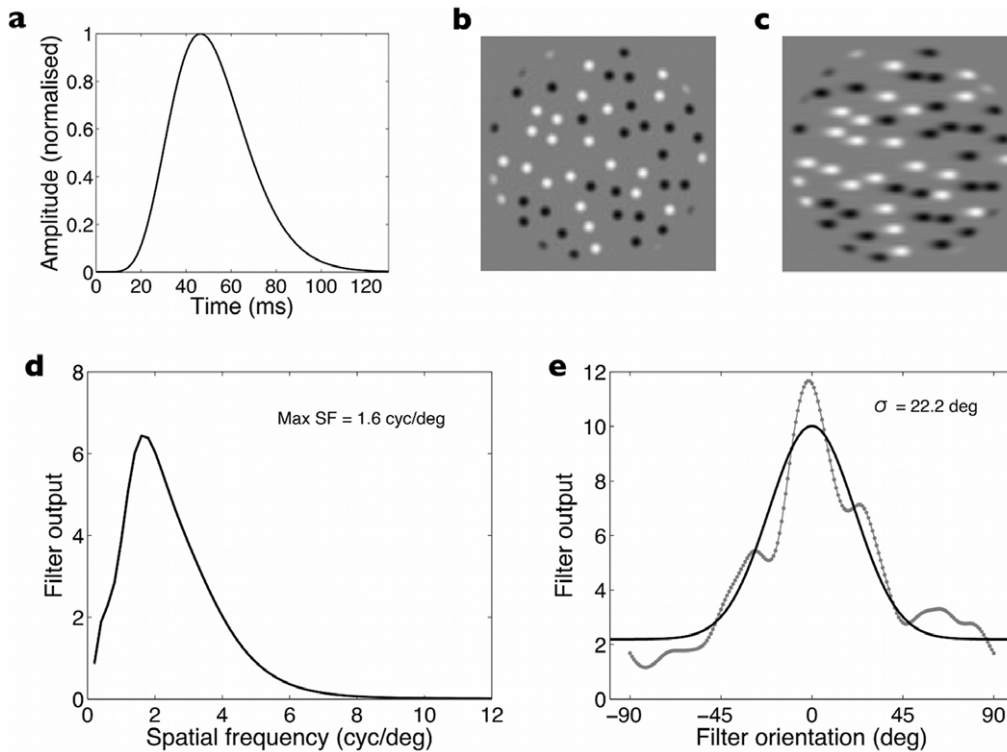 a
b
c
Amplitude (normalised)
1
0.8
0.6
0.4
0.2
0
0 20 40 60 80 100 120
Time (ms)
d
Filter output
8
6
4
2
0
Max SF = 1.6 cyc/deg
0 2 4 6 8 10 12
Spatial frequency (cyc/deg)
e
Filter output
12
10
8
6
4
2
0
σ = 22.2 deg
−90 −45 0 45 90
Filter orientation (deg)